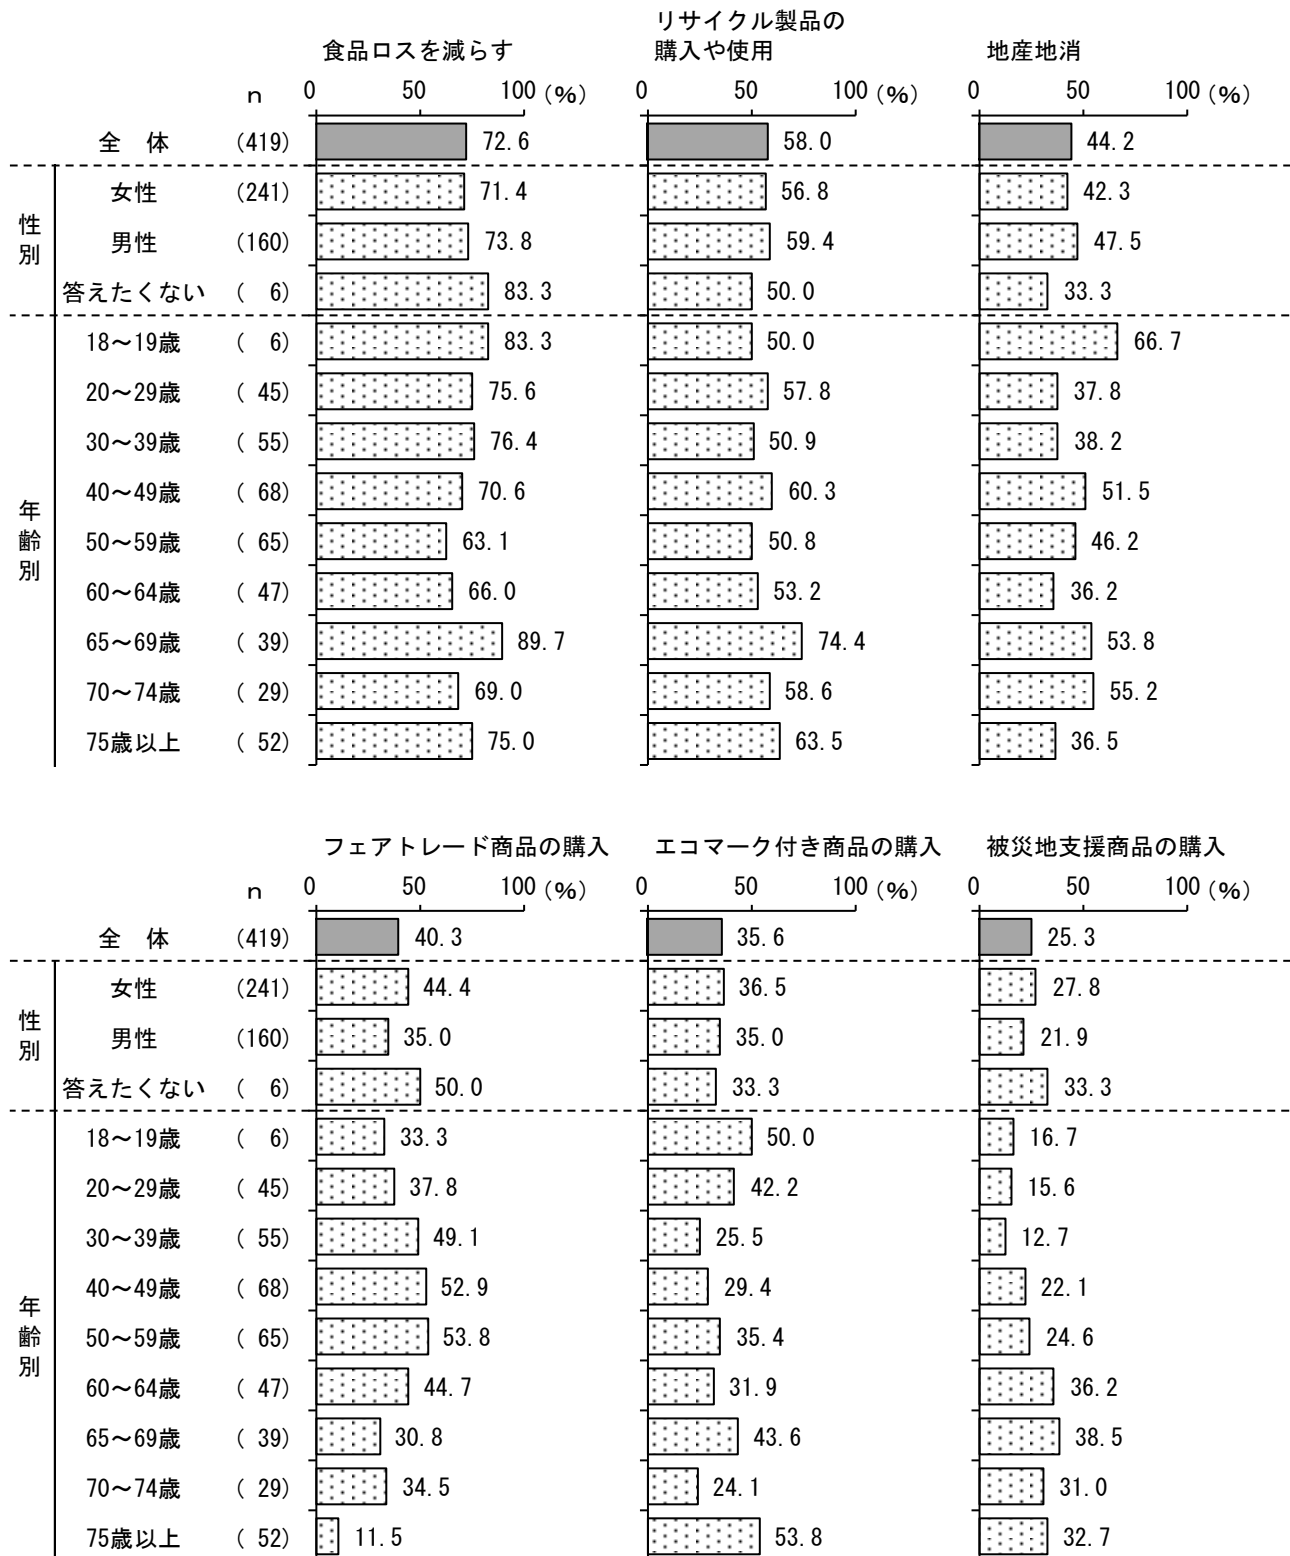 リサイクル製品の
食品ロスを減らす 購入や使用 地産地消
n 0 50 100 (%) 0 50 100 (%) 0 50 100 (%)
全 体 (419) 72.6 58.0 44.2
性別
女性 (241) 71.4 56.8 42.3
男性 (160) 73.8 59.4 47.5
答えたくない ( 6) 83.3 50.0 33.3
年齢別
18～19歳 ( 6) 83.3 50.0 66.7
20～29歳 ( 45) 75.6 57.8 37.8
30～39歳 ( 55) 76.4 50.9 38.2
40～49歳 ( 68) 70.6 60.3 51.5
50～59歳 ( 65) 63.1 50.8 46.2
60～64歳 ( 47) 66.0 53.2 36.2
65～69歳 ( 39) 89.7 74.4 53.8
70～74歳 ( 29) 69.0 58.6 55.2
75歳以上 ( 52) 75.0 63.5 36.5
フェアトレード商品の購入 エコマーク付き商品の購入 被災地支援商品の購入
n 0 50 100 (%) 0 50 100 (%) 0 50 100 (%)
全 体 (419) 40.3 35.6 25.3
性別
女性 (241) 44.4 36.5 27.8
男性 (160) 35.0 35.0 21.9
答えたくない ( 6) 50.0 33.3 33.3
年齢別
18～19歳 ( 6) 33.3 50.0 16.7
20～29歳 ( 45) 37.8 42.2 15.6
30～39歳 ( 55) 49.1 25.5 12.7
40～49歳 ( 68) 52.9 29.4 22.1
50～59歳 ( 65) 53.8 35.4 24.6
60～64歳 ( 47) 44.7 31.9 36.2
65～69歳 ( 39) 30.8 43.6 38.5
70～74歳 ( 29) 34.5 24.1 31.0
75歳以上 ( 52) 11.5 53.8 32.7